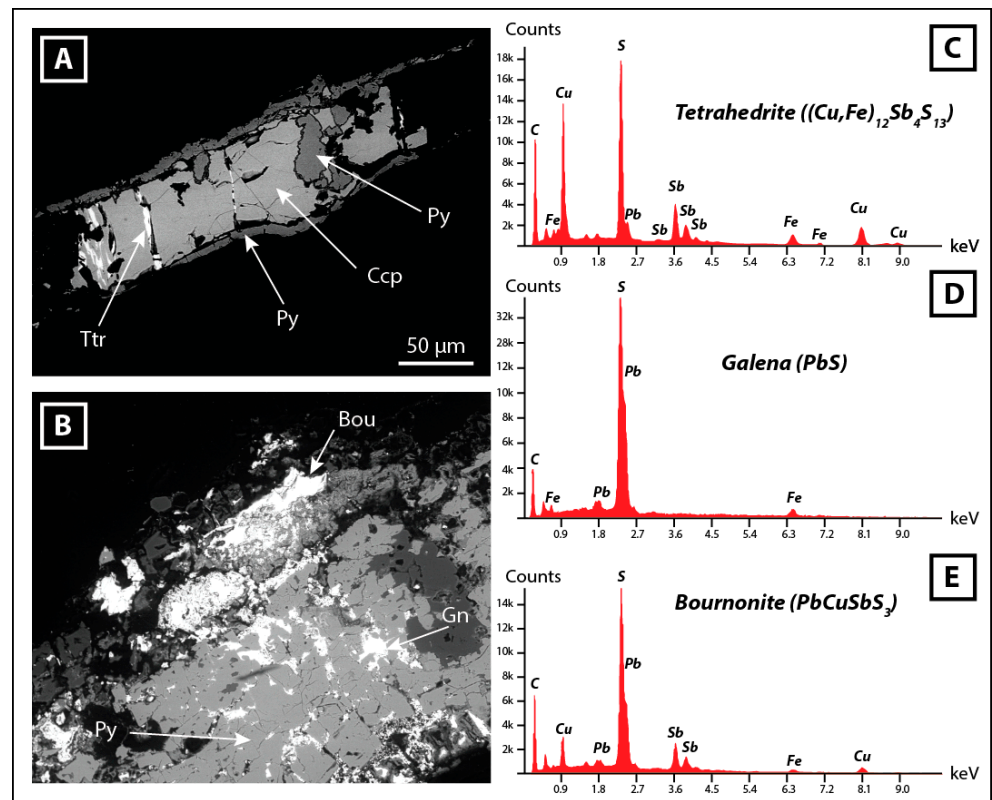 A
Py
Ccp
Py
Ttr
50 µm
B
Bou
Gn
Py
Counts
C
18k
16k
14k
12k
10k
8k
6k
4k
2k
S
Cu
C
Tetrahedrite ((Cu,Fe)12Sb4S13)
Fe
Pb
Sb
Sb
Sb
Sb
Fe
Fe
Cu
Cu
keV
0.9 1.8 2.7 3.6 4.5 5.4 6.3 7.2 8.1 9.0
Counts
D
32k
28k
12k
10k
8k
6k
4k
2k
S
Pb
Galena (PbS)
C
Fe
Pb
Fe
keV
0.9 1.8 2.7 3.6 4.5 5.4 6.3 7.2 8.1 9.0
Counts
E
14k
12k
10k
8k
6k
4k
2k
S
Bournonite (PbCuSbS3)
Pb
C
Cu
Pb
Sb
Sb
Fe
Cu
keV
0.9 1.8 2.7 3.6 4.5 5.4 6.3 7.2 8.1 9.0